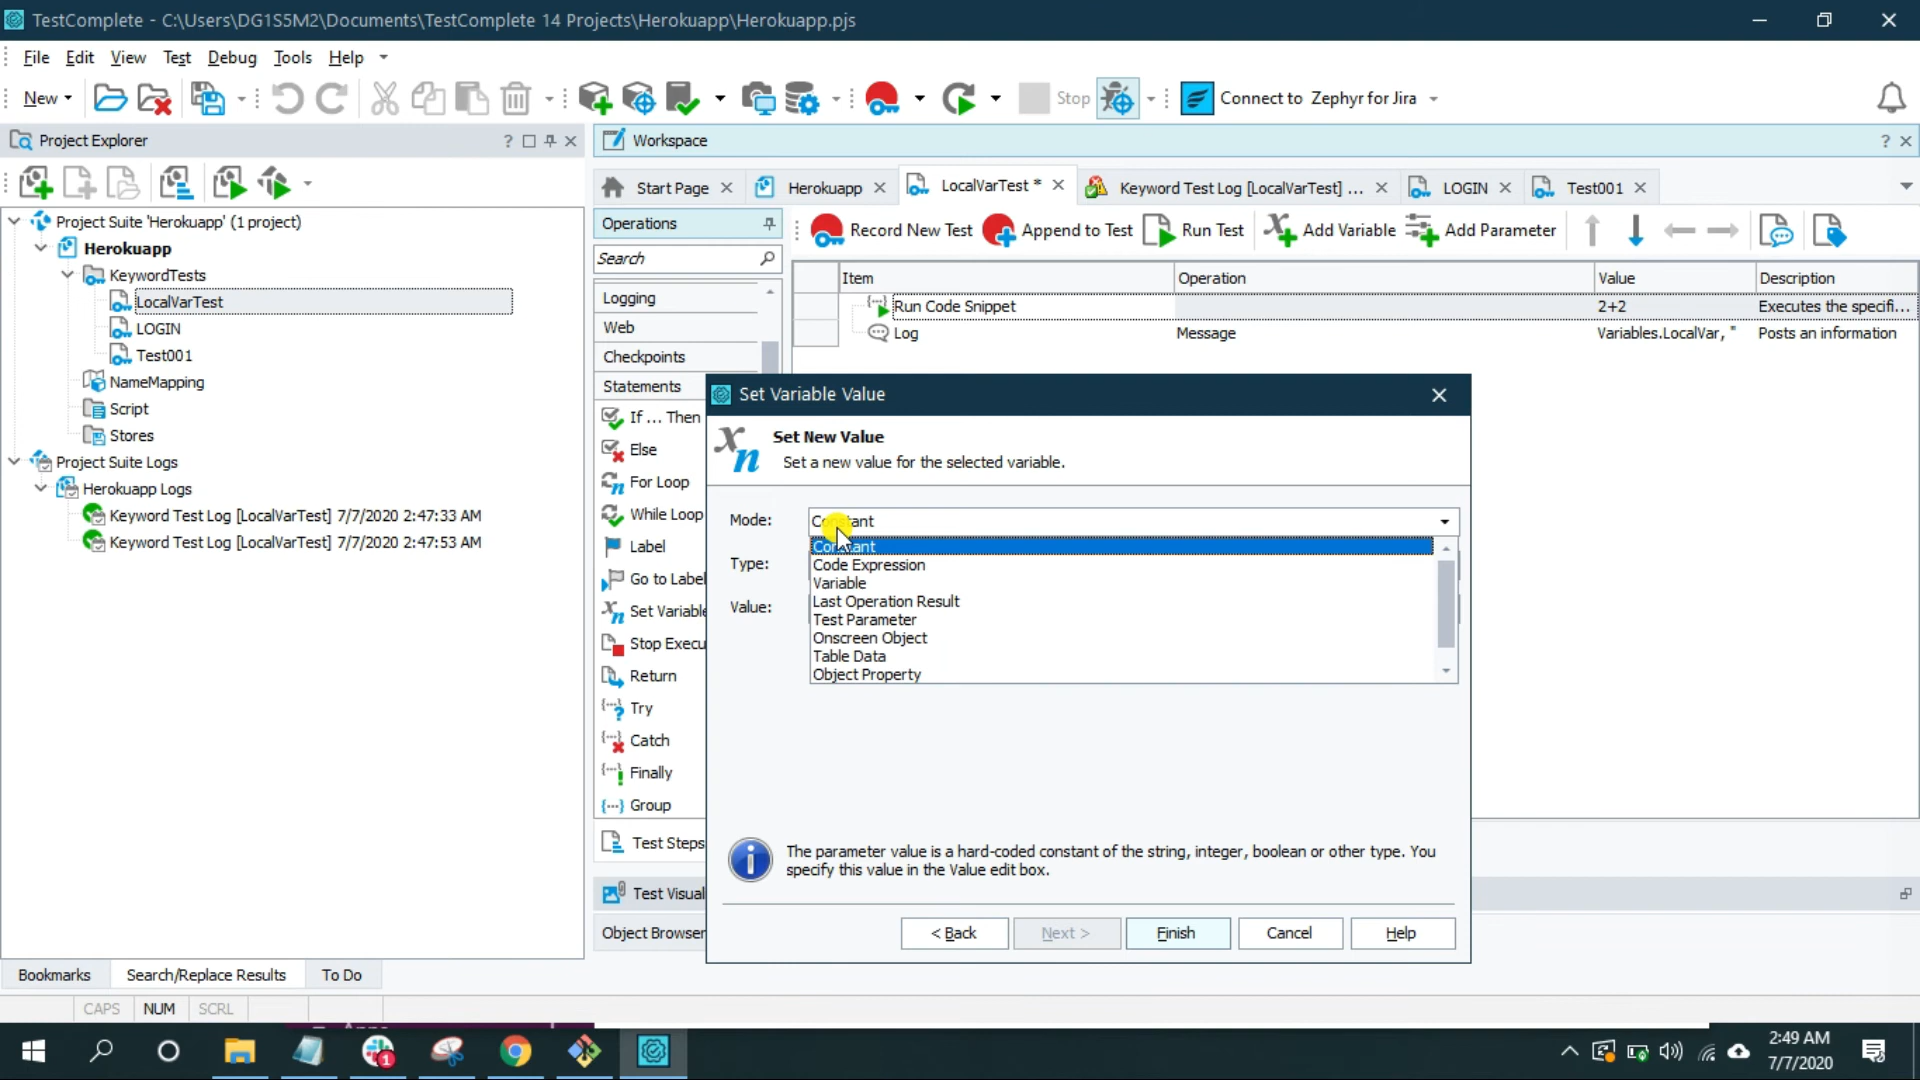 TestComplete - C:\Users\DG1S5M2\Documents\TestComplete 14 Projects\Herokuapp\Herokuapp.pjs
File Edit View Test Debug Tools Help
New Stop Connect to Zephyr for Jira
Project Explorer ?
Workspace ?
Start Page Herokuapp LocalVarTest * Keyword Test Log [LocalVarTest] ... LOGIN Test001
Project Suite 'Herokuapp' (1 project)
Herokuapp
KeywordTests
LocalVarTest
LOGIN
Test001
NameMapping
Script
Stores
Project Suite Logs
Herokuapp Logs
Keyword Test Log [LocalVarTest] 7/7/2020 2:47:33 AM
Keyword Test Log [LocalVarTest] 7/7/2020 2:47:53 AM
Operations
Search
Logging
Web
Checkpoints
Statements
If ... Then
Else
For Loop
While Loop
Label
Go to Label
Set Variable
Stop Execu
Return
Try
Catch
Finally
Group
Test Steps
Test Visual
Object Browser
Record New Test Append to Test Run Test Add Variable Add Parameter
Item Operation Value Description
Run Code Snippet 2+2 Executes the specifi...
Log Message Variables.LocalVar, " Posts an information
Set Variable Value
Set New Value
Set a new value for the selected variable.
Mode: Constant
Constant
Type:
Code Expression
Variable
Value:
Last Operation Result
Test Parameter
Onscreen Object
Table Data
Object Property
The parameter value is a hard-coded constant of the string, integer, boolean or other type. You
specify this value in the Value edit box.
< Back Next > Finish Cancel Help
Bookmarks Search/Replace Results To Do
CAPS NUM SCRL
1
2:49 AM
7/7/2020